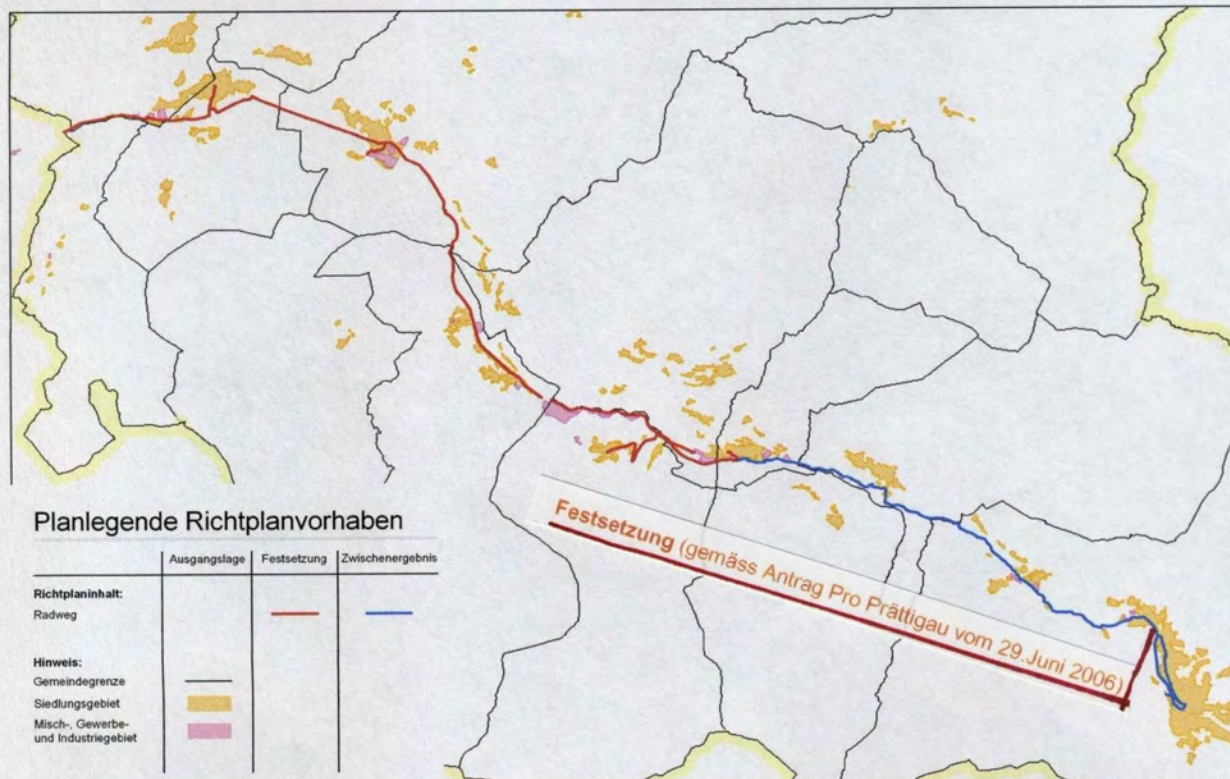 Festsetzung (gemäss Antrag Pro Prättigau vom 29.Juni 2006)
Planlegende Richtplanvorhaben
Ausgangslage Festsetzung Zwischenergebnis
Richtplaninhalt:
Radweg
Hinweis:
Gemeindegrenze
Siedlungsgebiet
Misch-, Gewerbe-
und Industriegebiet